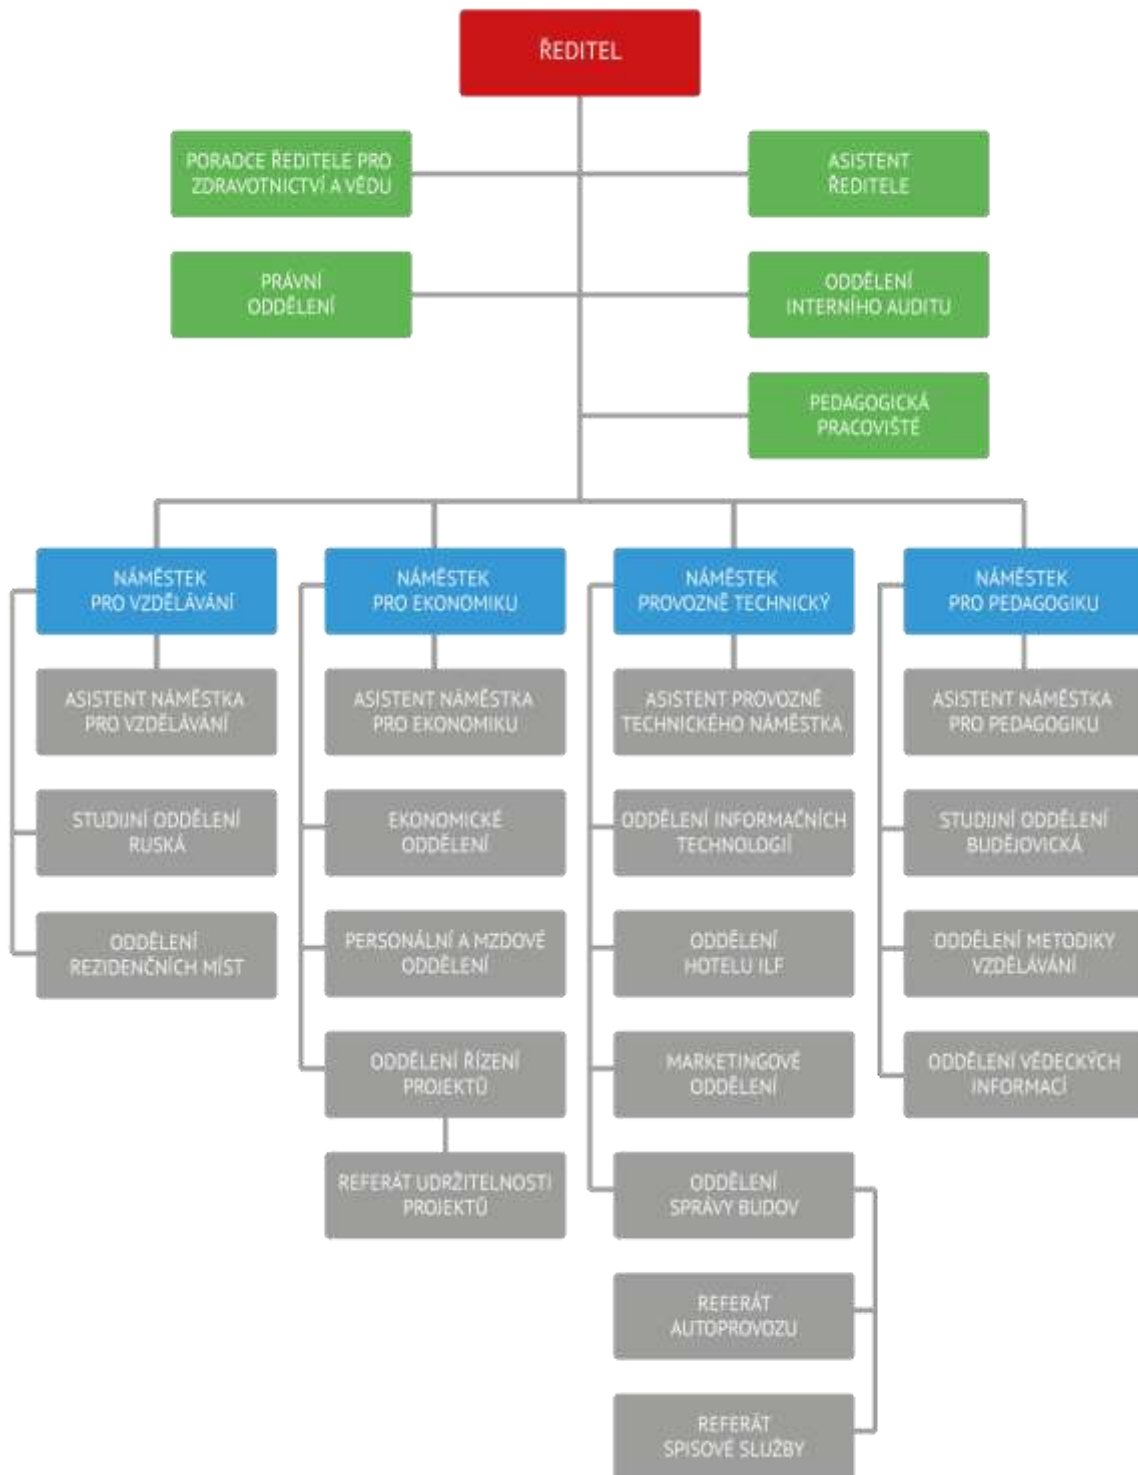 ŘEDITEL
PORADCE ŘEDITELE PRO
ZDRAVOTNICTVÍ A VĚDU
ASISTENT
ŘEDITELE
PRÁVNÍ
ODDĚLENÍ
ODDĚLENÍ
INTERNÍHO AUDITU
PEDAGOGICKÁ
PRACOVIŠTĚ
NÁMĚSTEK
PRO VZDĚLÁVÁNÍ
NÁMĚSTEK
PRO EKONOMIKU
NÁMĚSTEK
PROVOZNĚ TECHNICKÝ
NÁMĚSTEK
PRO PEDAGOGIKU
ASISTENT NÁMĚSTKA
PRO VZDĚLÁVÁNÍ
ASISTENT NÁMĚSTKA
PRO EKONOMIKU
ASISTENT PROVOZNĚ
TECHNICKÉHO NÁMĚSTKA
ASISTENT NÁMĚSTKA
PRO PEDAGOGIKU
STUDIJNÍ ODDĚLENÍ
RUSKÁ
EKONOMICKÉ
ODDĚLENÍ
ODDĚLENÍ INFORMAČNÍCH
TECHNOLOGIÍ
STUDIJNÍ ODDĚLENÍ
BUDĚJOVICKÁ
ODDĚLENÍ
REZIDENČNÍCH MÍST
PERSONÁLNÍ A MZDOVÉ
ODDĚLENÍ
ODDĚLENÍ
HOTELU ILF
ODDĚLENÍ METODIKY
VZDĚLÁVÁNÍ
ODDĚLENÍ ŘÍZENÍ
PROJEKTŮ
MARKETINGOVÉ
ODDĚLENÍ
ODDĚLENÍ VĚDECKÝCH
INFORMACÍ
REFERÁT UDRŽITELNOSTI
PROJEKTŮ
ODDĚLENÍ
SPRÁVY BUDOV
REFERÁT
AUTOPROVOZU
REFERÁT
SPISOVÉ SLUŽBY